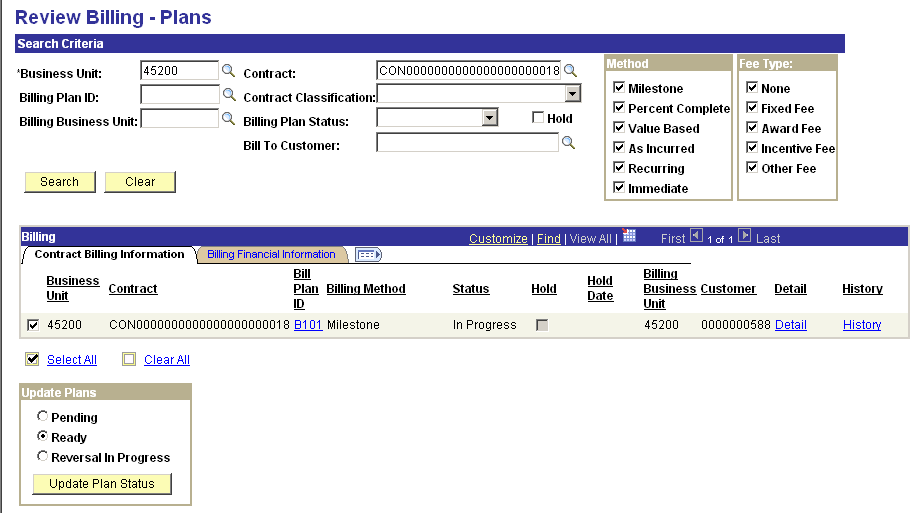 Review Billing - Plans
Search Criteria
*Business Unit: 45200 Contract: CON0000000000000000000018
Billing Plan ID: Contract Classification:
Billing Business Unit: Billing Plan Status: Hold
Bill To Customer:
Method
Milestone
Percent Complete
Value Based
As Incurred
Recurring
Immediate
Fee Type:
None
Fixed Fee
Award Fee
Incentive Fee
Other Fee
Search Clear
Billing Customize | Find | View All | First 1 of 1 Last
Contract Billing Information Billing Financial Information
Business Unit Contract Bill Plan ID Billing Method Status Hold Hold Date Billing Business Unit Customer Detail History
45200 CON0000000000000000000018 B101 Milestone In Progress 45200 0000000588 Detail History
Select All Clear All
Update Plans
Pending
Ready
Reversal In Progress
Update Plan Status